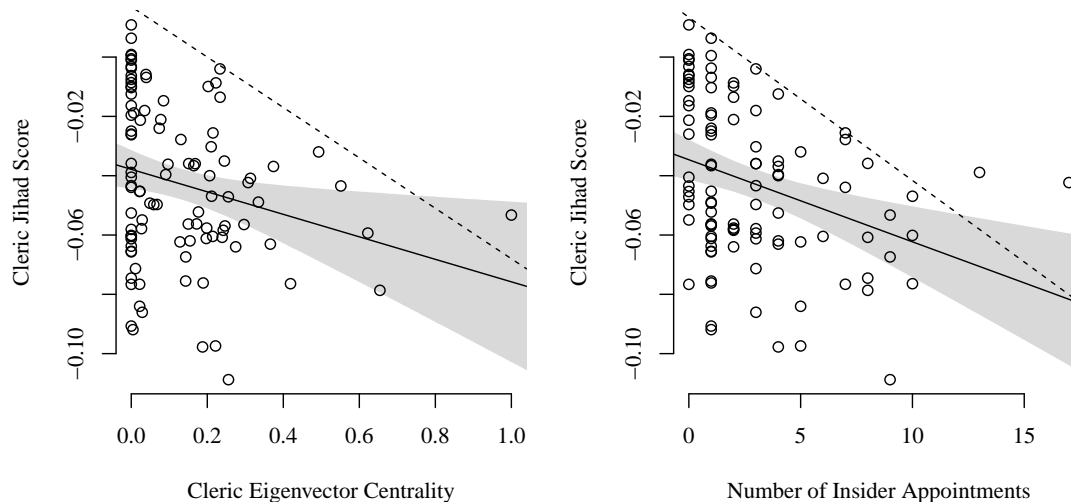 Cleric Jihad Score
−0.02
−0.06
−0.10
0.0 0.2 0.4 0.6 0.8 1.0
Cleric Eigenvector Centrality
Cleric Jihad Score
−0.02
−0.06
−0.10
0 5 10 15
Number of Insider Appointments